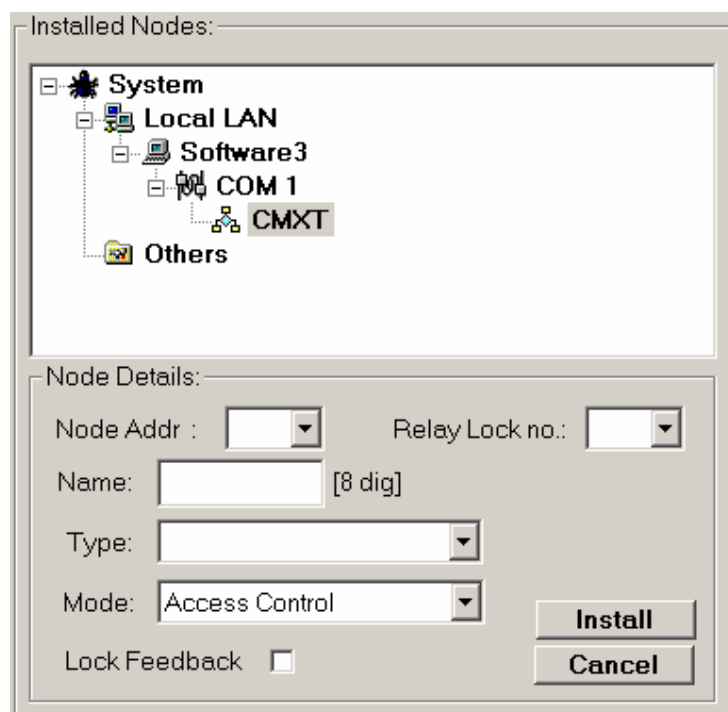 Installed Nodes:
System
Local LAN
Software3
COM 1
CMXT
Others
Node Details:
Node Addr : Relay Lock no.:
Name: [8 dig]
Type:
Mode: Access Control
Install
Lock Feedback
Cancel